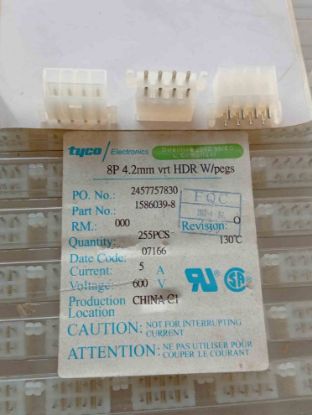 tyco / Electronics
8P 4.2mm vrt HDR W/pegs
PO. No.: 2457757830
Part No.: 1586039-8
FQC
RM.: 000
Revision: O
Quantity: 255PCS
130℃
Date Code: 07166
Current: 5 A
Voltage: 600 V
Production Location CHINA-C1
CAUTION: NOT FOR INTERRUPTING CURRENT
ATTENTION: NE PAS UTILISER POUR COUPER LE COURANT